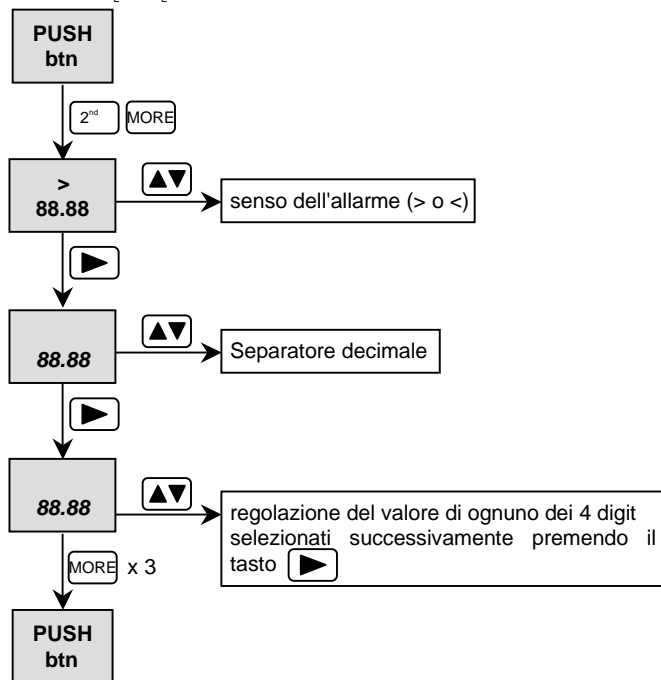 PUSH
btn
2nd MORE
>
88.88
▲▼
senso dell'allarme (> o <)
▶
88.88
▲▼
Separatore decimale
▶
88.88
▲▼
regolazione del valore di ognuno dei 4 digit
selezionati successivamente premendo il
tasto ▶
MORE x 3
PUSH
btn